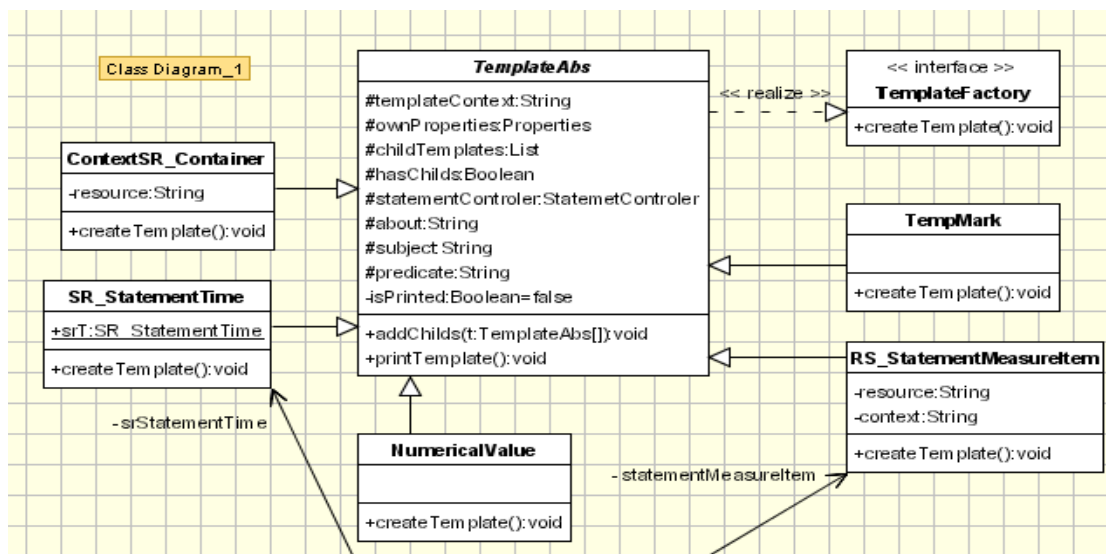 Class Diagram_1
TemplateAbs
#templateContext:String
#ownProperties:Properties
#childTemplates:List
#hasChilds:Boolean
#statementControler:StatemetControler
#about:String
#subject:String
#predicate:String
-isPrinted:Boolean=false
+addChilds(t:TemplateAbs[]):void
+printTemplate():void
<< realize >>
<< interface >>
TemplateFactory
+createTemplate():void
ContextSR_Container
-resource:String
+createTemplate():void
TempMark
+createTemplate():void
SR_StatementTime
+srT:SR_StatementTime
+createTemplate():void
RS_StatementMeasureItem
-resource:String
-context:String
+createTemplate():void
-srStatementTime
NumericalValue
+createTemplate():void
-statementMeasureItem